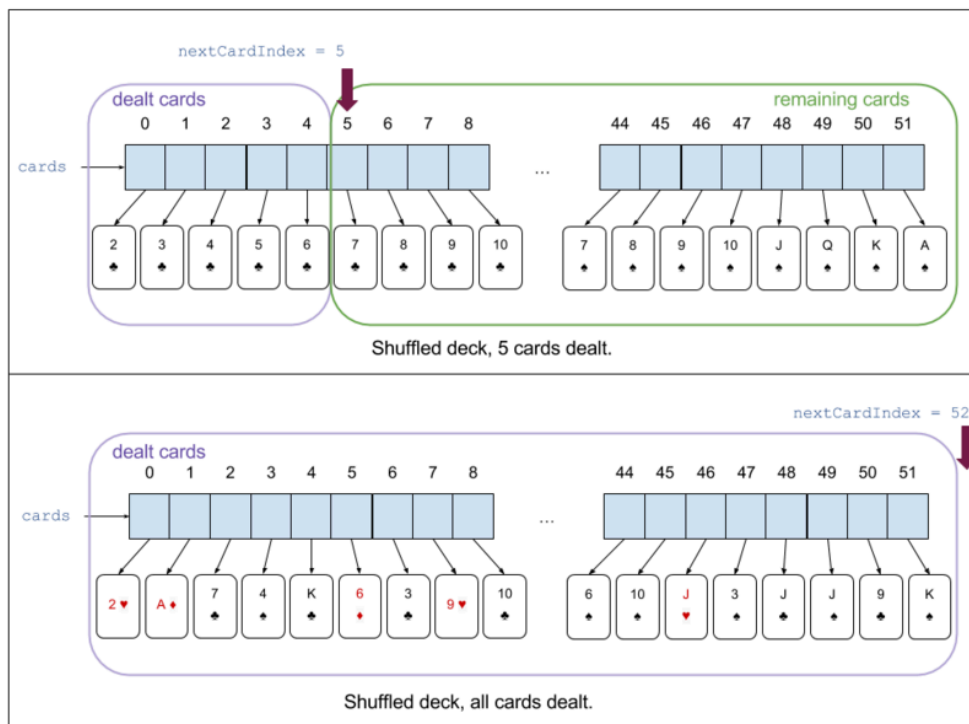 nextCardIndex = 5
dealt cards
remaining cards
0 1 2 3 4 5 6 7 8 44 45 46 47 48 49 50 51
cards
...
2 3 4 5 6 7 8 9 10 7 8 9 10 J Q K A
♣ ♣ ♣ ♣ ♣ ♣ ♣ ♣ ♣ ♠ ♠ ♠ ♠ ♠ ♠ ♠ ♠
Shuffled deck, 5 cards dealt.
nextCardIndex = 52
dealt cards
0 1 2 3 4 5 6 7 8 44 45 46 47 48 49 50 51
cards
...
2 ♥ A ♦ 7 4 K 6 3 9 ♥ 10 6 10 J 3 J J 9 K
♣ ♠ ♣ ♦ ♣ ♣ ♠ ♠ ♥ ♠ ♣ ♠ ♣ ♠
Shuffled deck, all cards dealt.